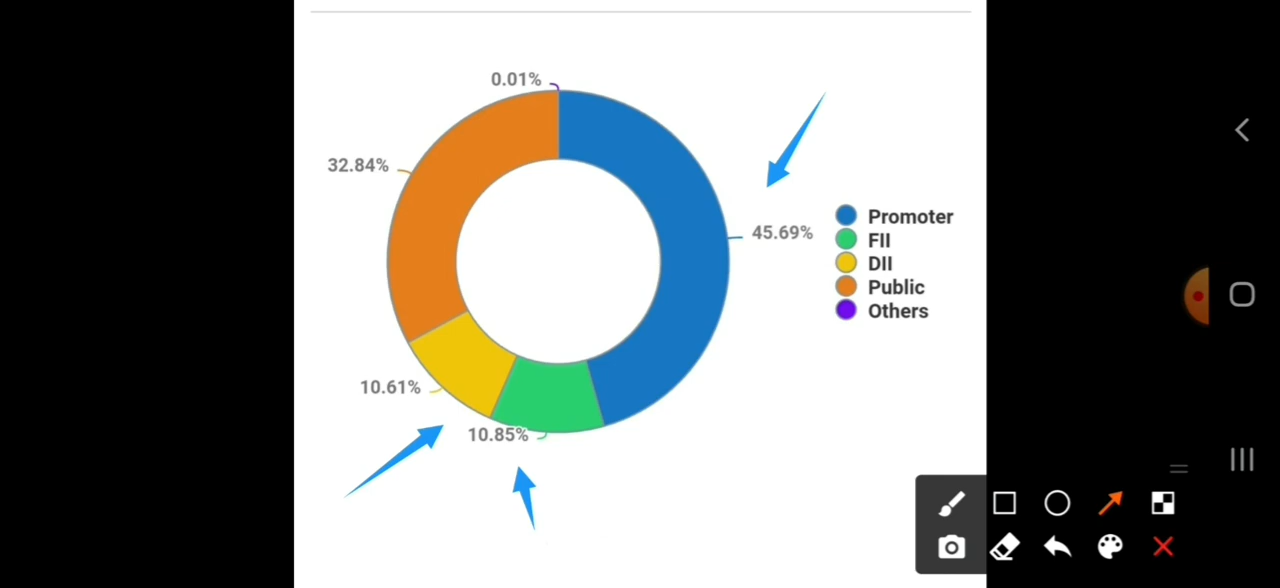 0.01%
32.84%
45.69%
10.61%
10.85%
Promoter
FII
DII
Public
Others